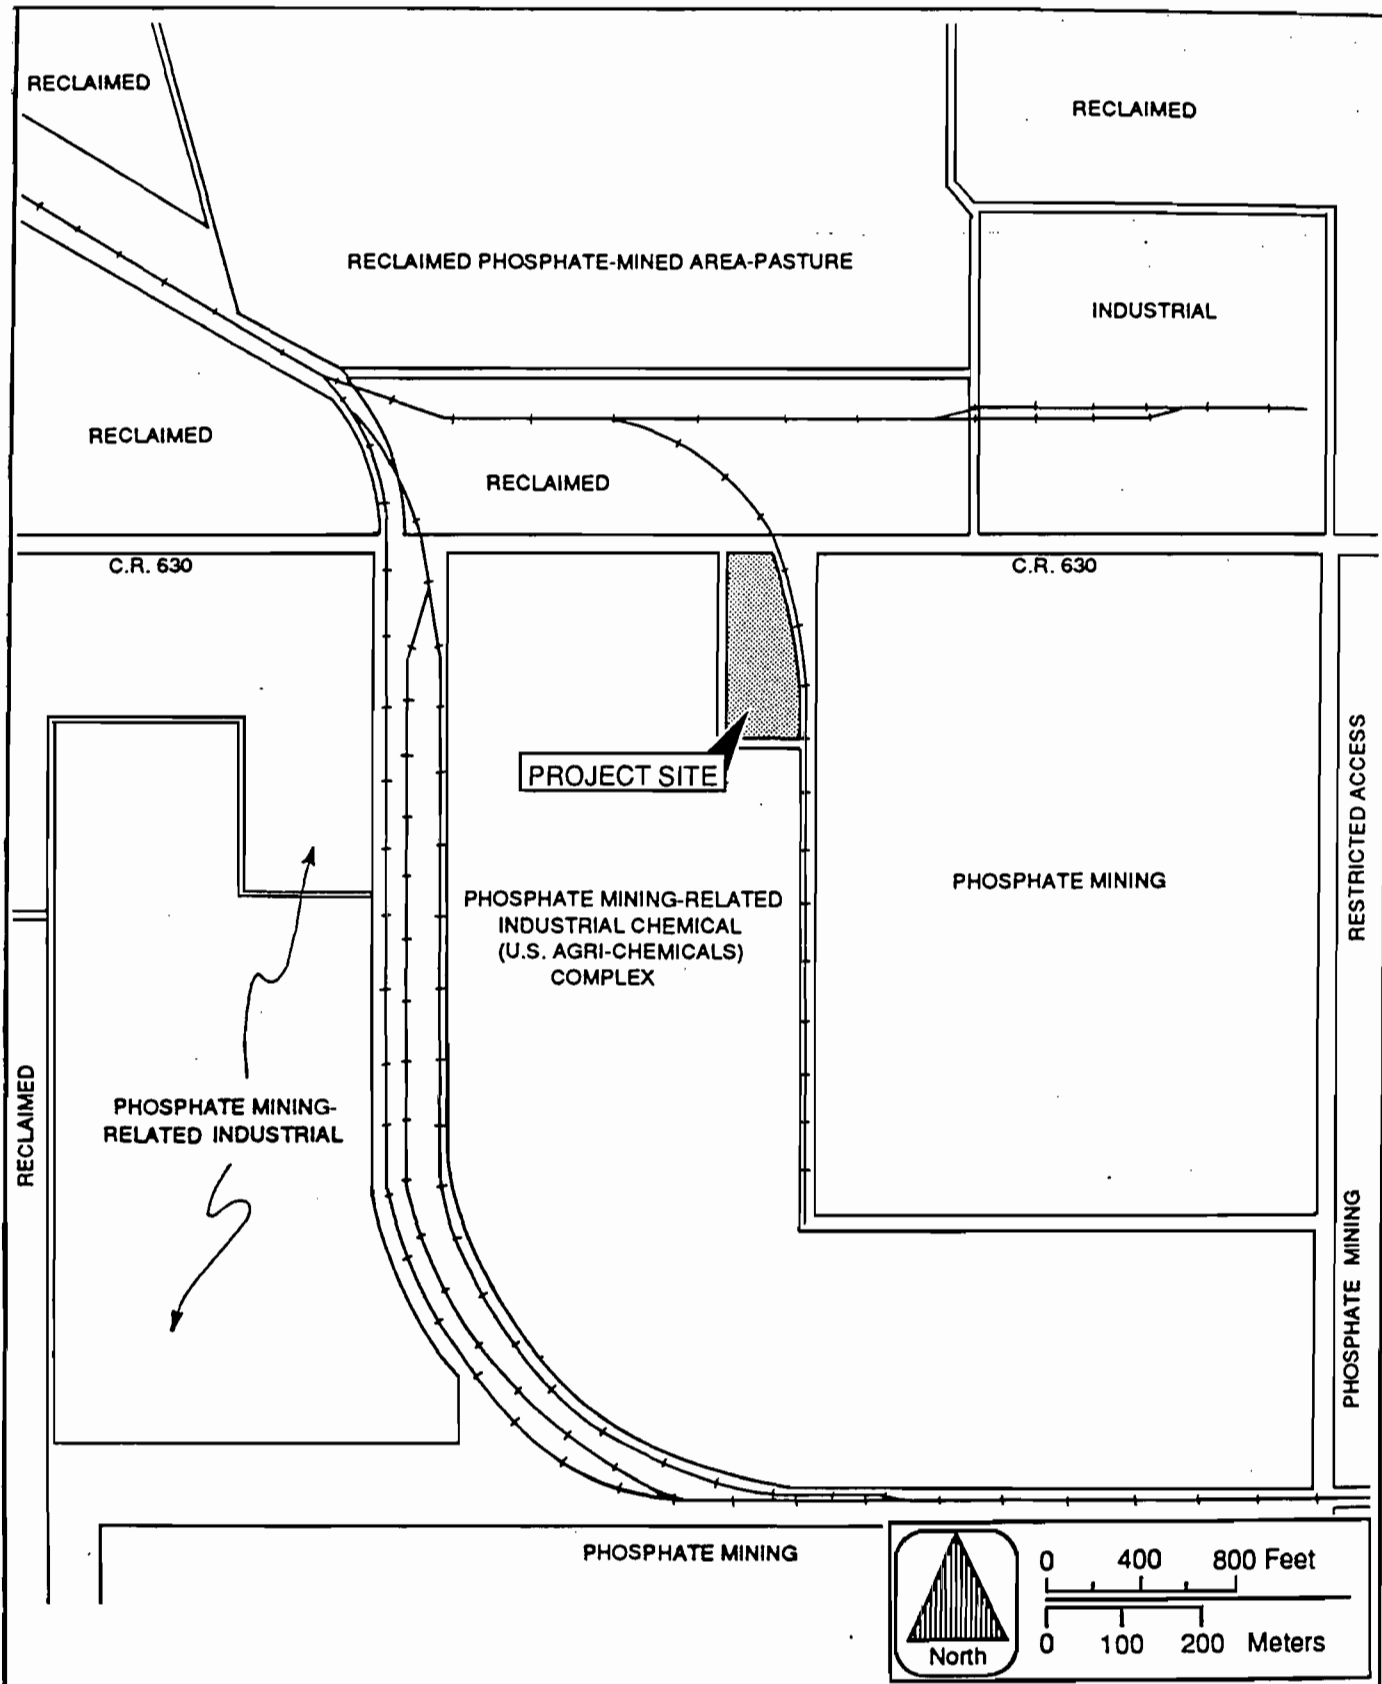 RECLAIMED
RECLAIMED
RECLAIMED PHOSPHATE-MINED AREA-PASTURE
INDUSTRIAL
RECLAIMED
RECLAIMED
C.R. 630
C.R. 630
PROJECT SITE
RESTRICTED ACCESS
PHOSPHATE MINING
PHOSPHATE MINING-RELATED
INDUSTRIAL CHEMICAL
(U.S. AGRI-CHEMICALS)
COMPLEX
RECLAIMED
PHOSPHATE MINING-
RELATED INDUSTRIAL
PHOSPHATE MINING
PHOSPHATE MINING
North
0 400 800 Feet
0 100 200 Meters